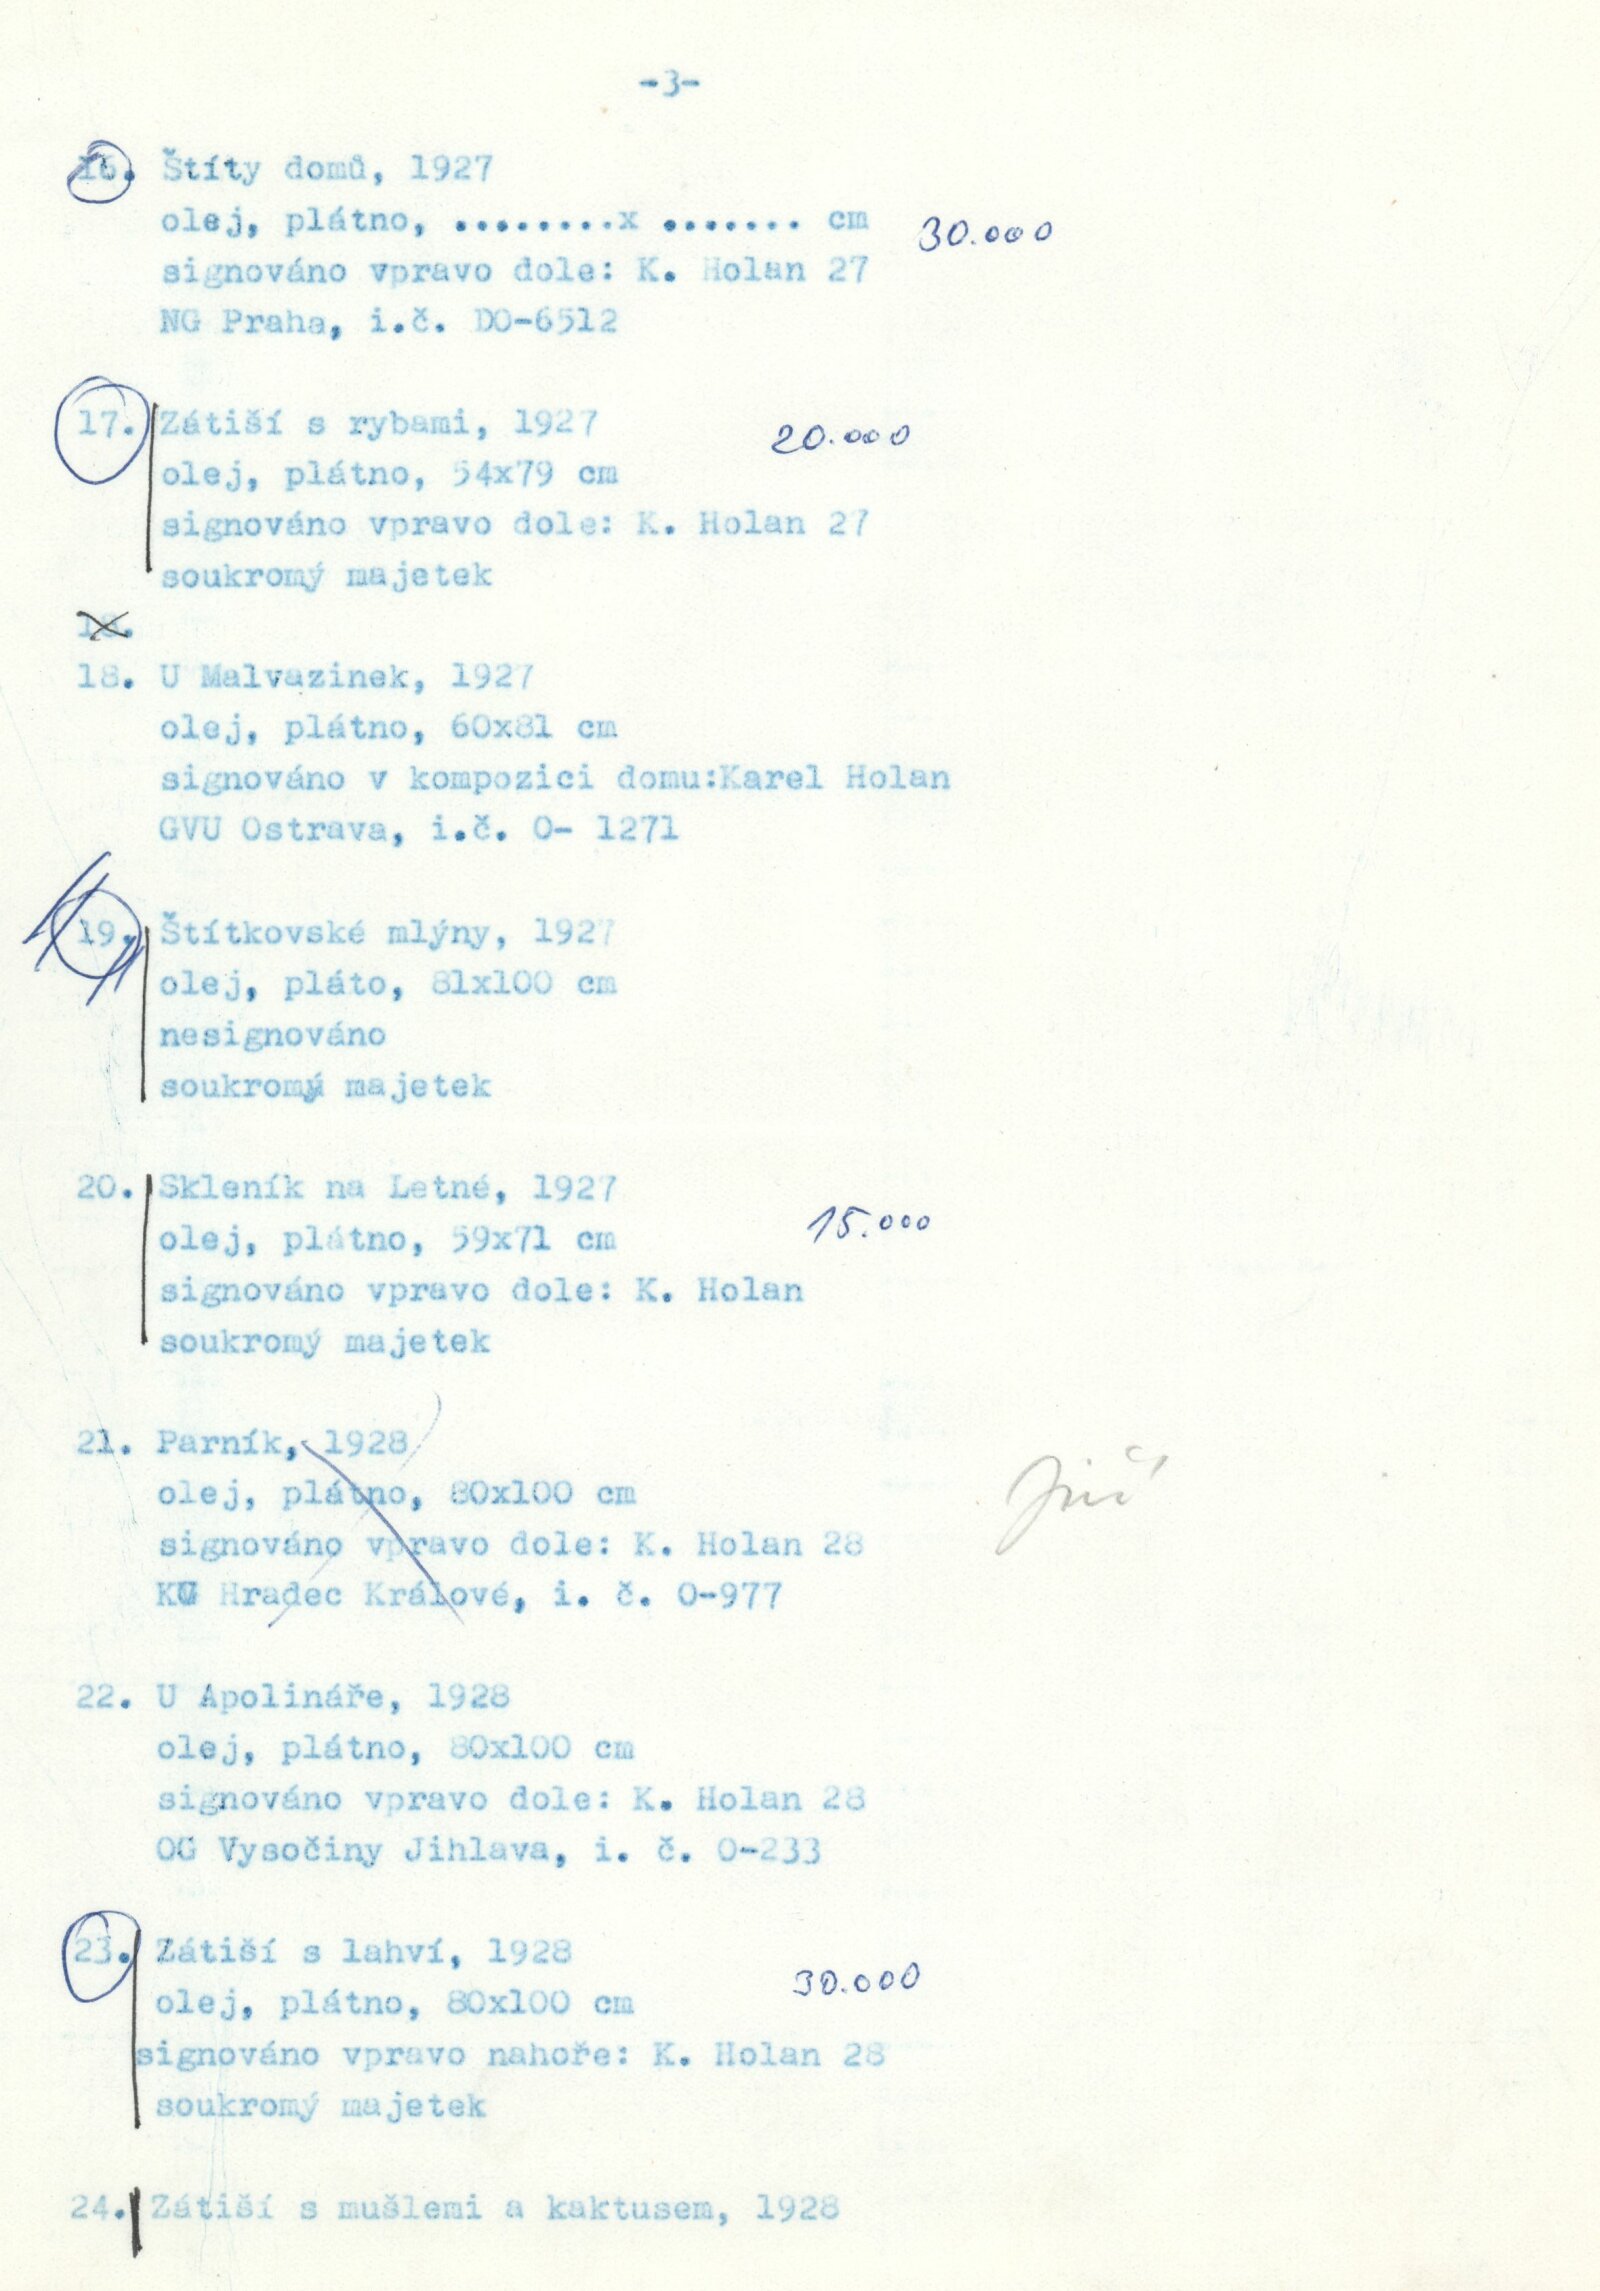 -3-
16. Štíty domů, 1927
olej, plátno, .........x ....... cm 30.000
signováno vpravo dole: K. Holan 27
NG Praha, i.č. DO-6512
17. Zátiší s rybami, 1927 20.000
olej, plátno, 54x79 cm
signováno vpravo dole: K. Holan 27
soukromý majetek
18.
18. U Malvazinek, 1927
olej, plátno, 60x81 cm
signováno v kompozici domu:Karel Holan
GVU Ostrava, i.č. O- 1271
19. Štítkovské mlýny, 1927
olej, pláto, 81x100 cm
nesignováno
soukromý majetek
20. Skleník na Letné, 1927
olej, plátno, 59x71 cm 15.000
signováno vpravo dole: K. Holan
soukromý majetek
21. Parník, 1928
olej, plátno, 80x100 cm
signováno vpravo dole: K. Holan 28
KG Hradec Králové, i. č. O-977
22. U Apolináře, 1928
olej, plátno, 80x100 cm
signováno vpravo dole: K. Holan 28
OG Vysočiny Jihlava, i. č. O-233
23. Zátiší s lahví, 1928
olej, plátno, 80x100 cm 30.000
signováno vpravo nahoře: K. Holan 28
soukromý majetek
24. Zátiší s mušlemi a kaktusem, 1928